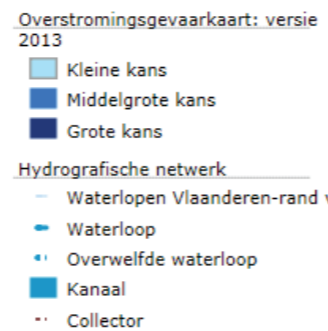 Overstromingsgevaarkaart: versie
2013
Kleine kans
Middelgrote kans
Grote kans
Hydrografische netwerk
Waterlopen Vlaanderen-rand
Waterloop
Overwelfde waterloop
Kanaal
Collector